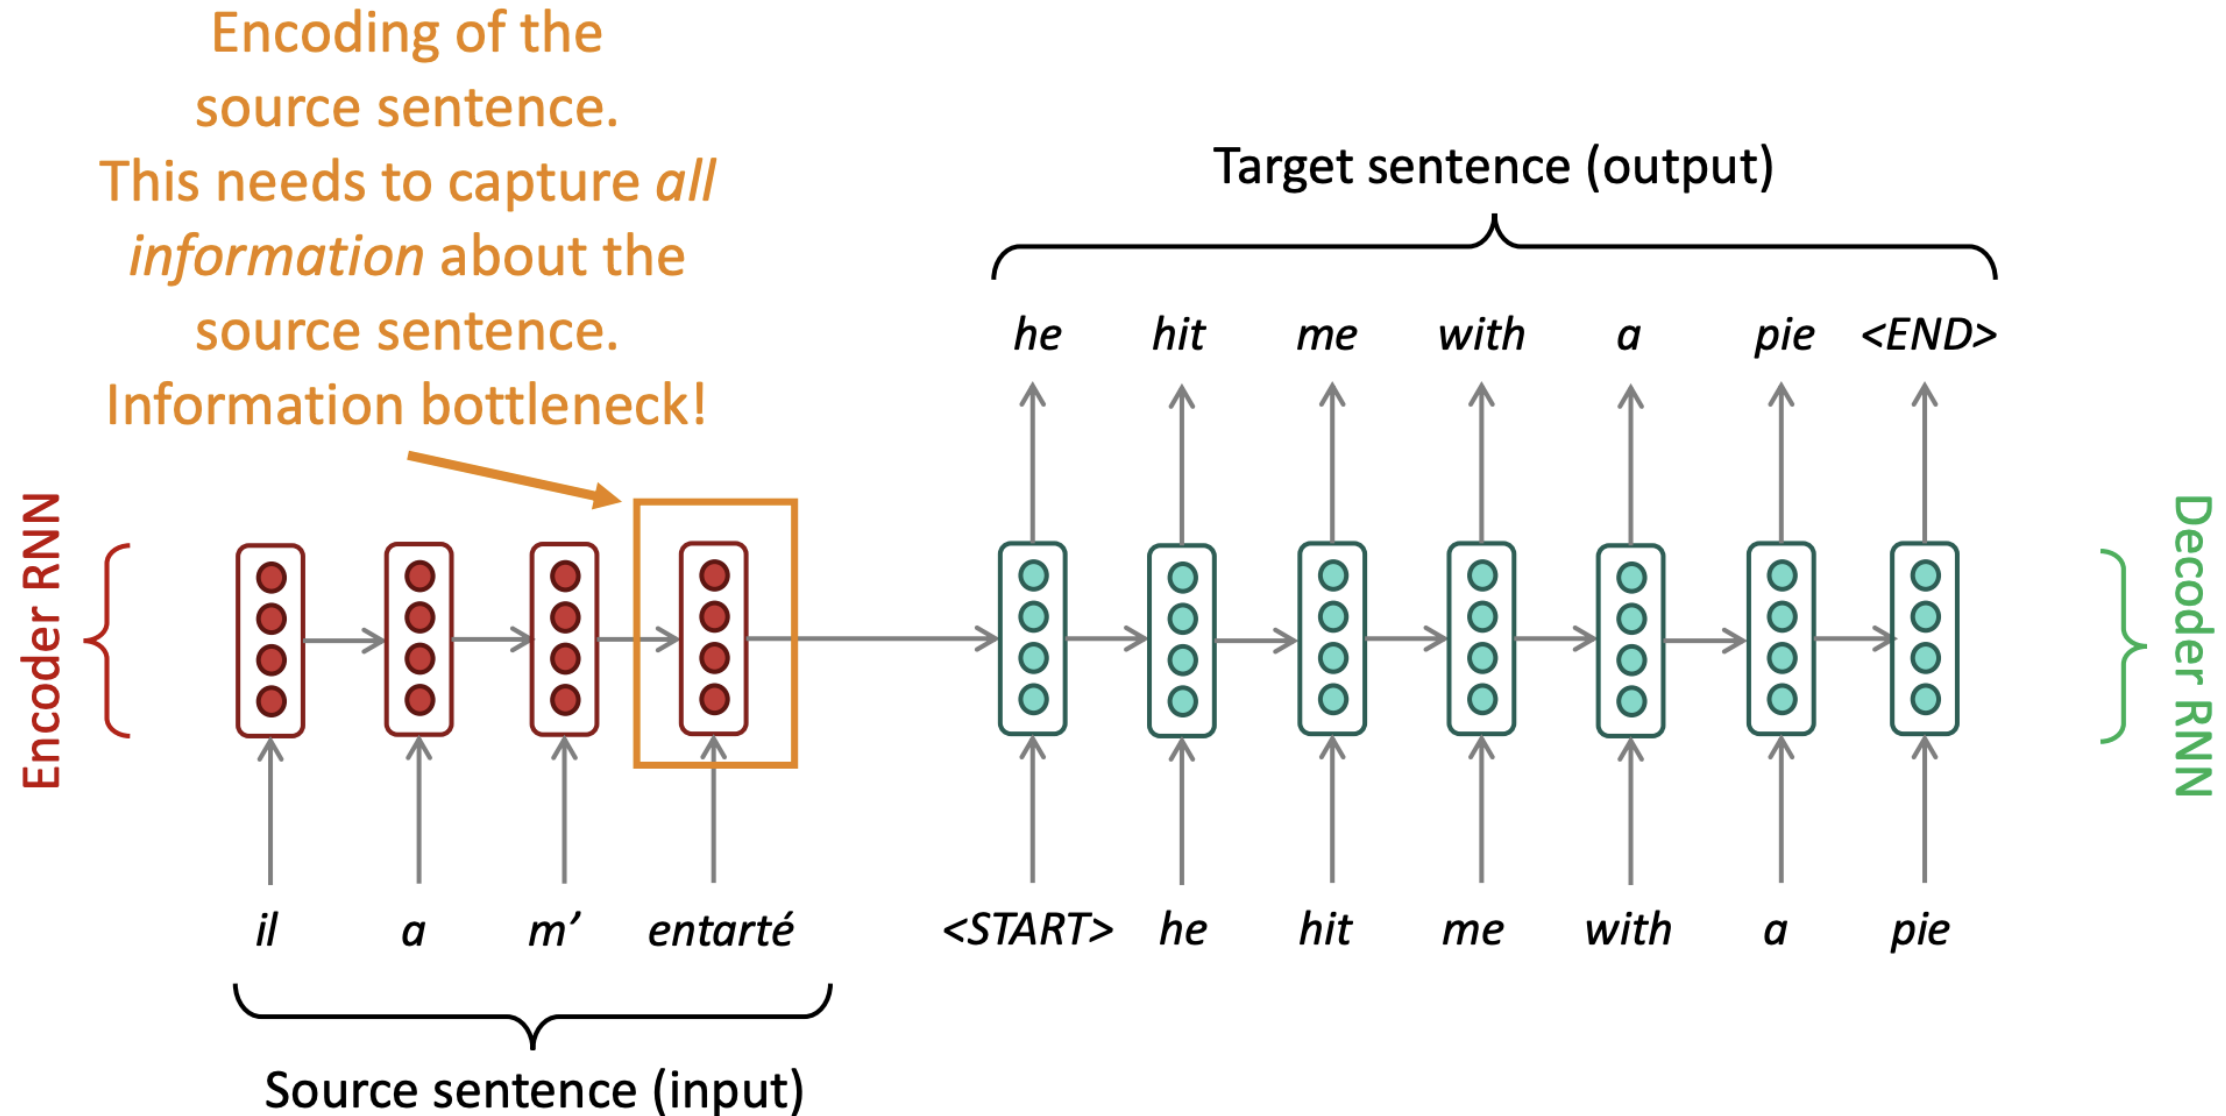 Encoding of the
source sentence.
This needs to capture all
information about the
source sentence.
Information bottleneck!
Target sentence (output)
he hit me with a pie <END>
Encoder RNN
Decoder RNN
il a m’ entarté <START> he hit me with a pie
Source sentence (input)